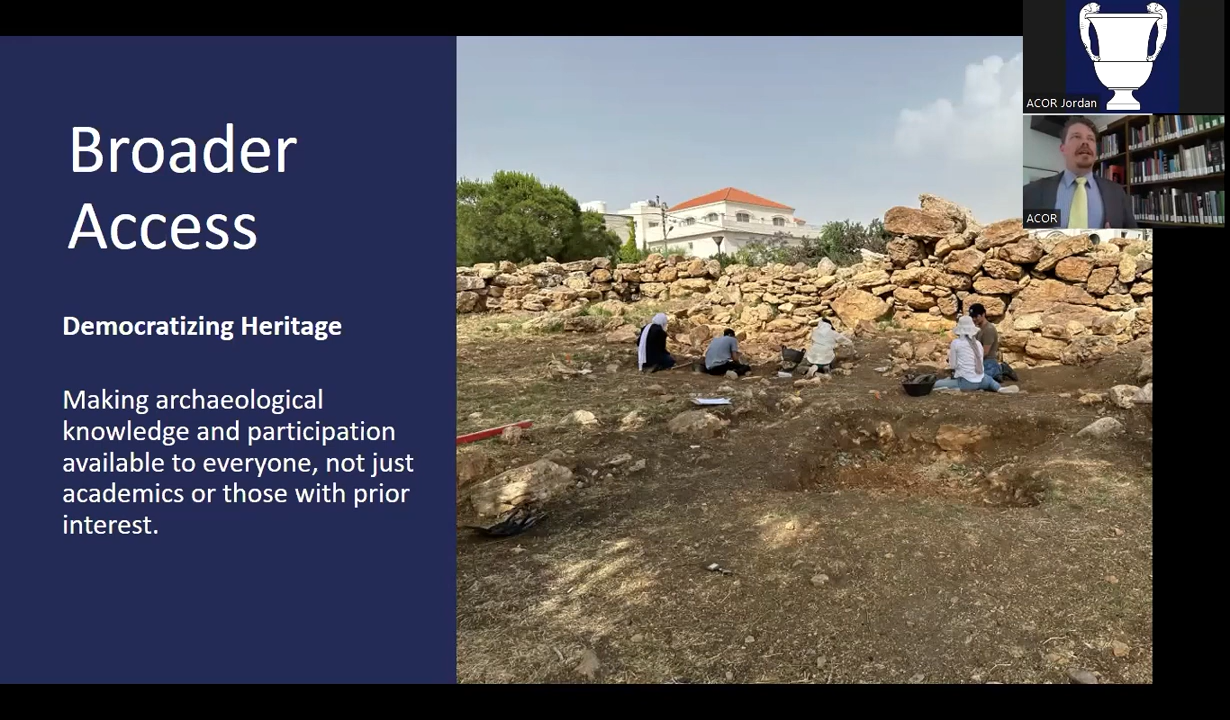 Broader
Access
Democratizing Heritage
Making archaeological
knowledge and participation
available to everyone, not just
academics or those with prior
interest.
ACOR Jordan
ACOR